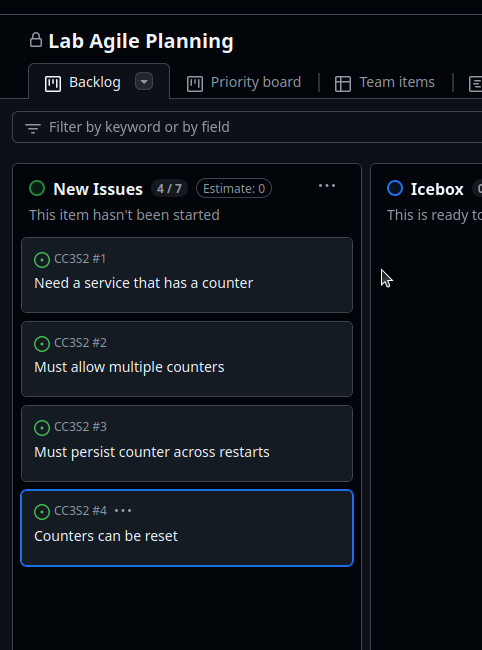 Lab Agile Planning
Backlog
Priority board
Team items
Filter by keyword or by field
New Issues 4 / 7 Estimate: 0
This item hasn't been started
CC3S2 #1
Need a service that has a counter
CC3S2 #2
Must allow multiple counters
CC3S2 #3
Must persist counter across restarts
CC3S2 #4
Counters can be reset
Icebox
This is ready to